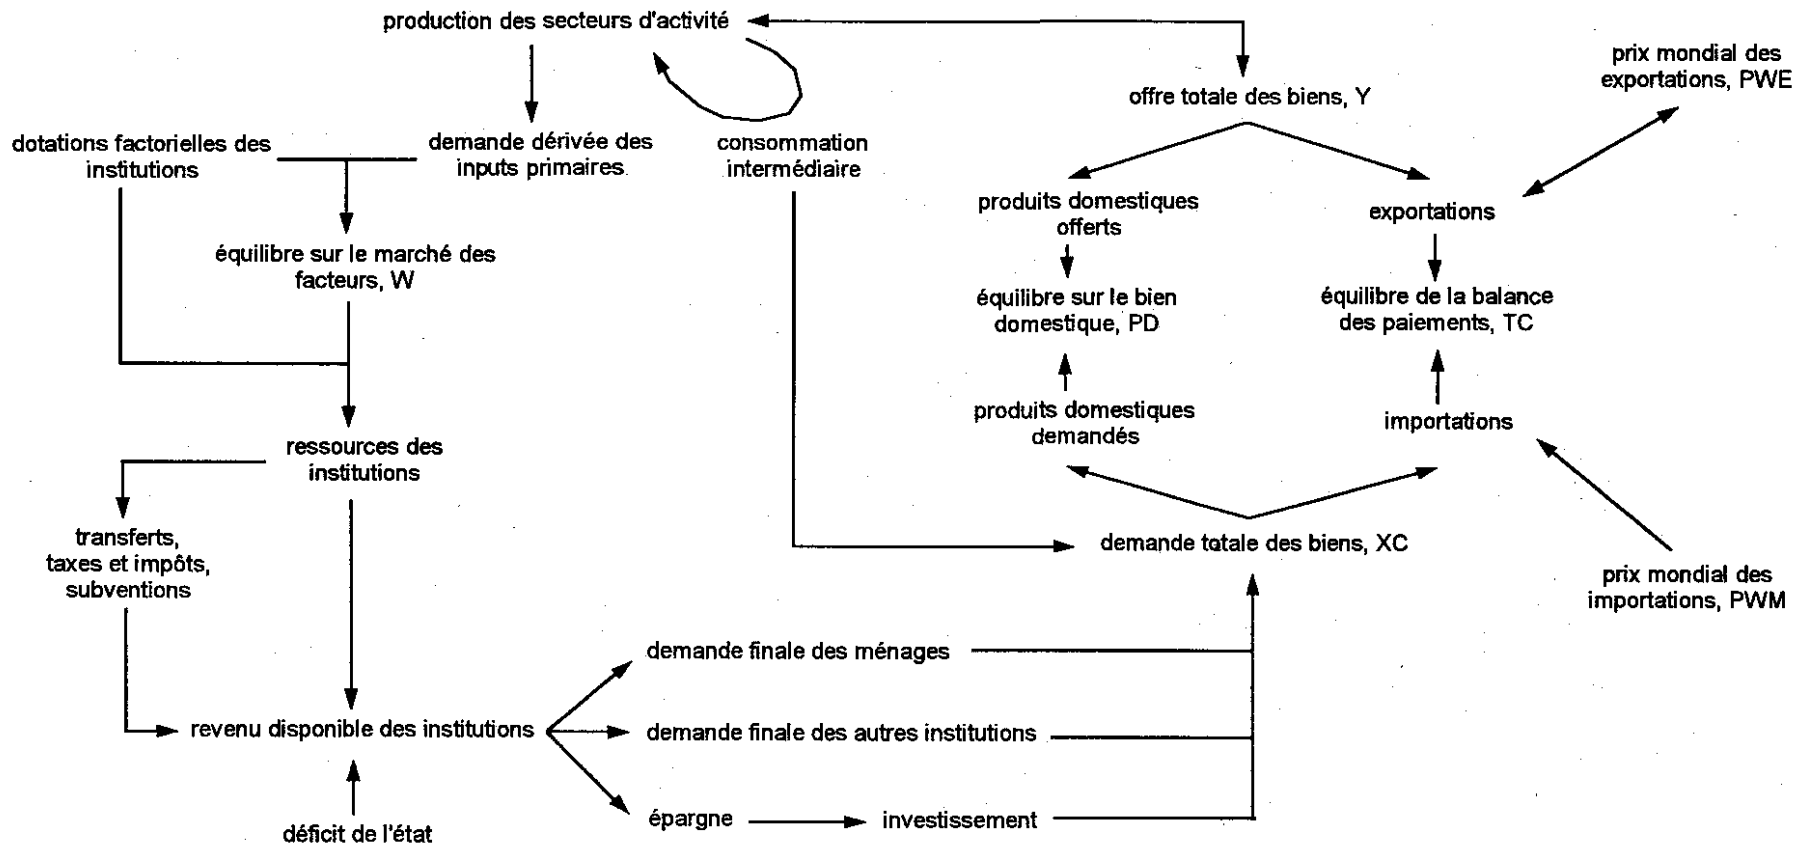 production des secteurs d'activité
prix mondial des
exportations, PWE
offre totale des biens, Y
dotations factorielles des
institutions
demande dérivée des
inputs primaires.
consommation
intermédiaire
produits domestiques
offerts
exportations
équilibre sur le marché des
facteurs, W
équilibre sur le bien
domestique, PD
équilibre de la balance
des paiements, TC
produits domestiques
demandés
importations
ressources des
institutions
transferts,
taxes et impôts,
subventions
demande totale des biens, XC
prix mondial des
importations, PWM
demande finale des ménages
revenu disponible des institutions
demande finale des autres institutions
épargne
investissement
déficit de l'état